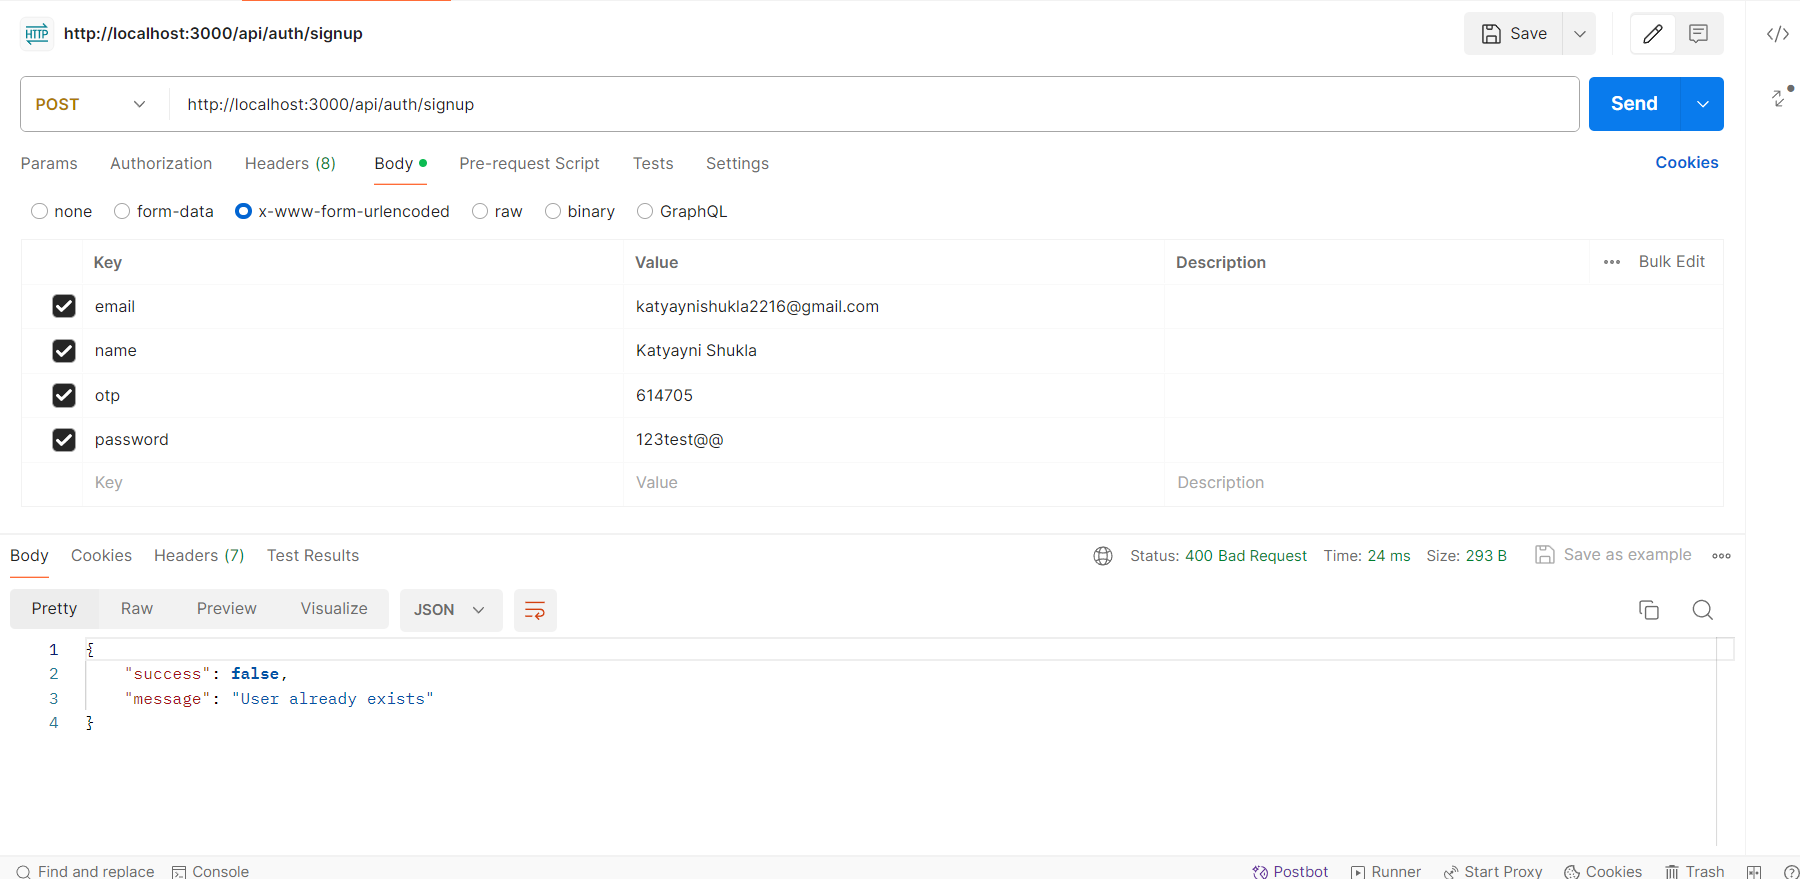 HTTP http://localhost:3000/api/auth/signup Save
POST http://localhost:3000/api/auth/signup Send
Params Authorization Headers (8) Body Pre-request Script Tests Settings Cookies
none form-data x-www-form-urlencoded raw binary GraphQL
Key Value Description Bulk Edit
email katyaynishukla2216@gmail.com
name Katyayni Shukla
otp 614705
password 123test@@
Key Value Description
Body Cookies Headers (7) Test Results Status: 400 Bad Request Time: 24 ms Size: 293 B Save as example
Pretty Raw Preview Visualize JSON
1 {
2 "success": false,
3 "message": "User already exists"
4 }
Find and replace Console Postbot Runner Start Proxy Cookies Trash